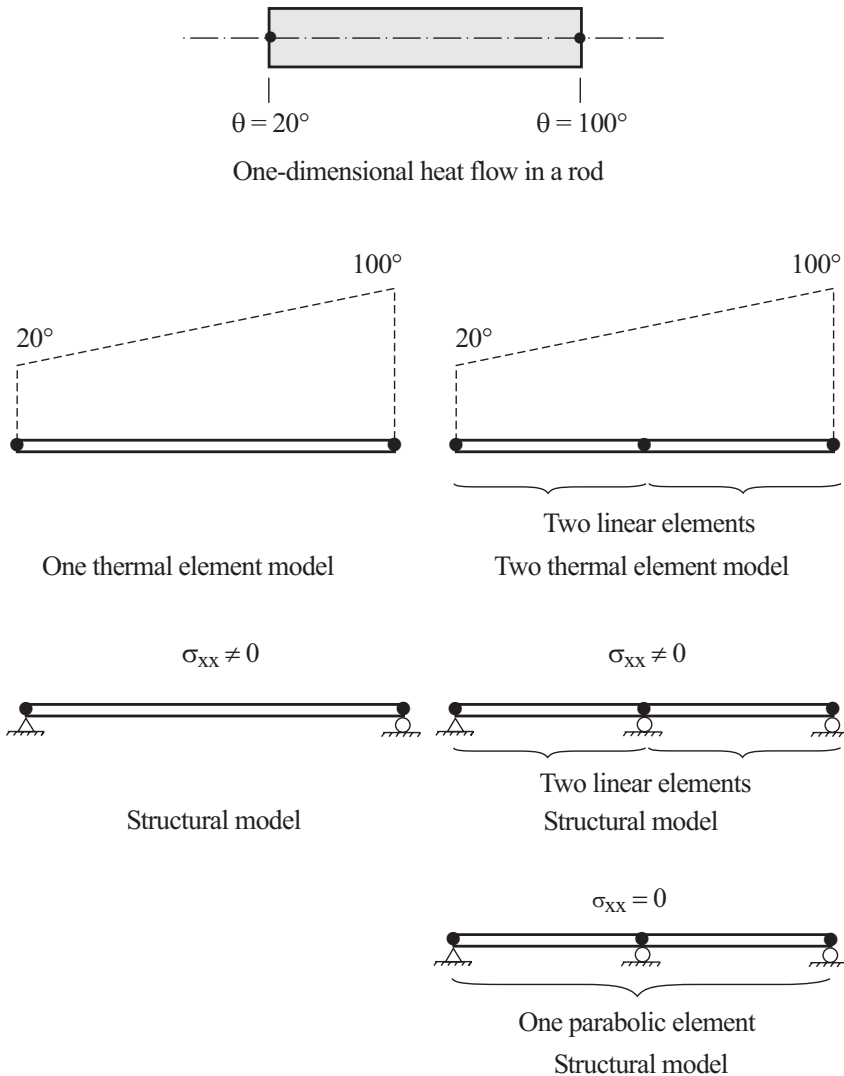 θ = 20° θ = 100°
One-dimensional heat flow in a rod
100° 100°
20° 20°
Two linear elements
One thermal element model Two thermal element model
σxx ≠ 0 σxx ≠ 0
Two linear elements
Structural model Structural model
σxx = 0
One parabolic element
Structural model